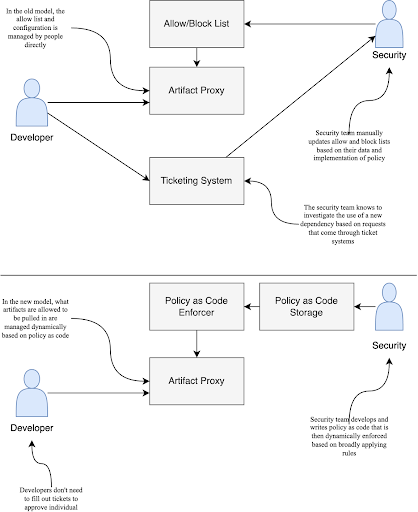 In the old model, the
allow list and
configuration is
managed by people
directly
Allow/Block List
Artifact Proxy
Developer
Security
Security team manually
updates allow and block lists
based on their data and
implementation of policy
Ticketing System
The security team knows to
investigate the use of a new
dependency based on requests
that come through ticket
systems
In the new model, what
artifacts are allowed to
be pulled in are
managed dynamically
based on policy as code
Policy as Code
Enforcer
Policy as Code
Storage
Security
Artifact Proxy
Developer
Security team develops and
writes policy as code that is
then dynamically enforced
based on broadly applying
rules
Developers don't need
to fill out tickets to
approve individual